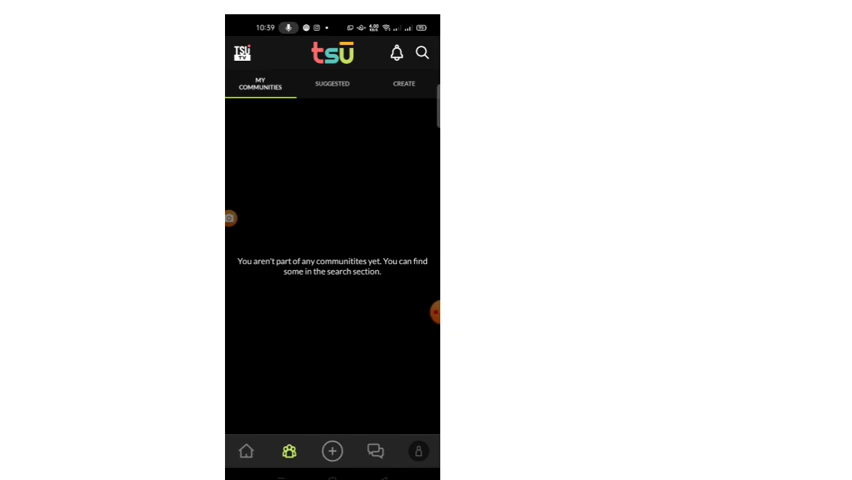 10:39
TSU
TV
tsū
MY
COMMUNITIES
SUGGESTED
CREATE
You aren't part of any communitites yet. You can find
some in the search section.